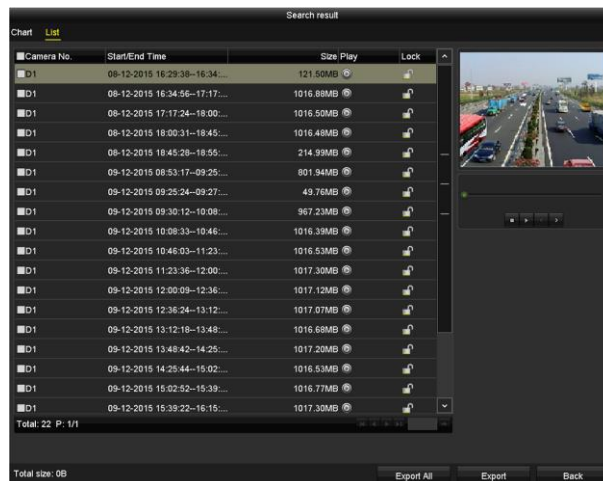 Search result
Chart List
Camera No. Start/End Time Size Play Lock
D1 08-12-2015 16:29:38--16:34:... 121.50MB
D1 08-12-2015 16:34:56--17:17:... 1016.88MB
D1 08-12-2015 17:17:24--18:00:... 1016.50MB
D1 08-12-2015 18:00:31--18:45:... 1016.48MB
D1 08-12-2015 18:45:28--18:55:... 214.99MB
D1 09-12-2015 08:53:17--09:25:... 801.94MB
D1 09-12-2015 09:25:24--09:27:... 49.76MB
D1 09-12-2015 09:30:12--10:08:... 967.23MB
D1 09-12-2015 10:08:33--10:46:... 1016.39MB
D1 09-12-2015 10:46:03--11:23:... 1016.53MB
D1 09-12-2015 11:23:36--12:00:... 1017.30MB
D1 09-12-2015 12:00:09--12:36:... 1017.12MB
D1 09-12-2015 12:36:24--13:12:... 1017.07MB
D1 09-12-2015 13:12:18--13:48:... 1016.68MB
D1 09-12-2015 13:48:42--14:25:... 1017.20MB
D1 09-12-2015 14:25:44--15:02:... 1016.53MB
D1 09-12-2015 15:02:52--15:39:... 1016.77MB
D1 09-12-2015 15:39:22--16:15:... 1017.30MB
Total: 22 P: 1/1
Total size: 0B
Export All Export Back